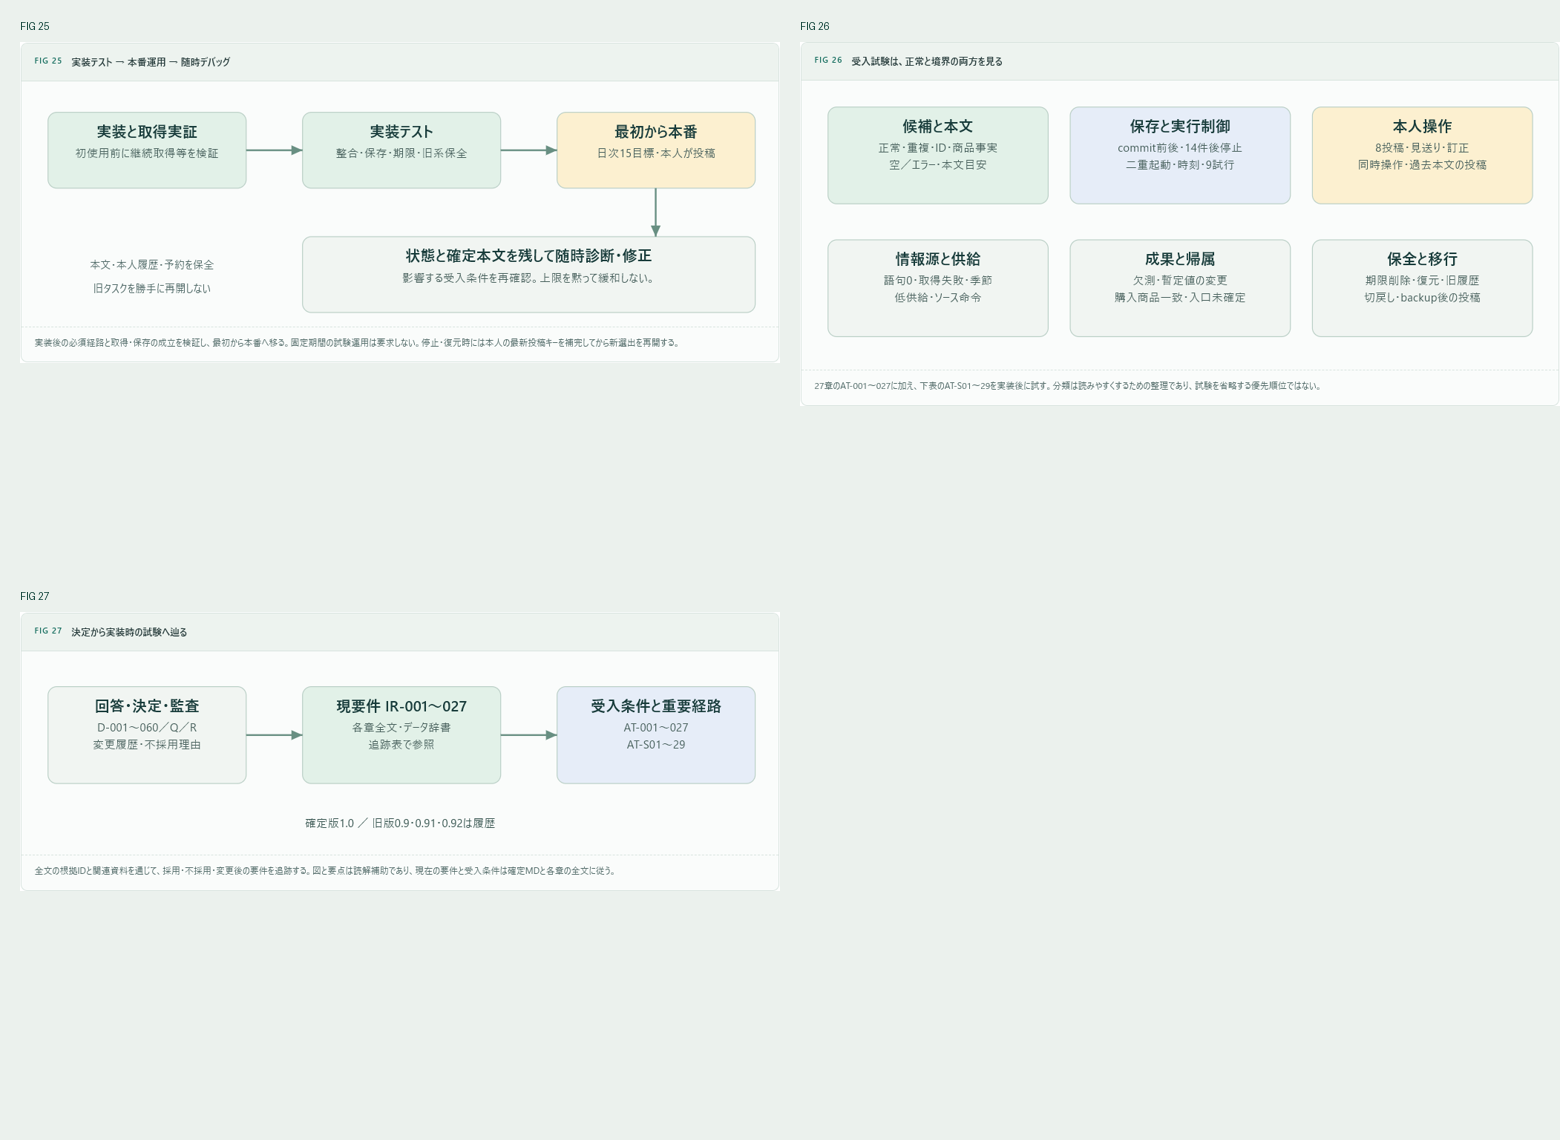 FIG 25
FIG 25 実装テスト → 本番運用 → 随時デバッグ
実装と取得実証
初使用前に継続取得等を検証
実装テスト
整合・保存・期限・旧系保全
最初から本番
日次15目標・本人が投稿
状態と確定本文を残して随時診断・修正
影響する受入条件を再確認。上限を黙って緩和しない。
本文・本人履歴・予約を保全
旧タスクを勝手に再開しない
実装後の必須経路と取得・保存の成立を検証し、最初から本番へ移る。固定期間の試験運用は要求しない。停止・復元時には本人の最新投稿キーを補完してから新選出を再開する。
FIG 26
FIG 26 受入試験は、正常と境界の両方を見る
候補と本文
正常・重複・ID・商品事実
空／エラー・本文目安
保存と実行制御
commit前後・14件後停止
二重起動・時刻・9試行
本人操作
8投稿・見送り・訂正
同時操作・過去本文の投稿
情報源と供給
語句0・取得失敗・季節
低供給・ソース命令
成果と帰属
欠測・暫定値の変更
購入商品一致・入口未確定
保全と移行
期限削除・復元・旧履歴
切戻し・backup後の投稿
27章のAT-001〜027に加え、下表のAT-S01〜29を実装後に試す。分類は読みやすくするための整理であり、試験を省略する優先順位ではない。
FIG 27
FIG 27 決定から実装時の試験へ辿る
回答・決定・監査
D-001〜060／Q／R
変更履歴・不採用理由
現要件 IR-001〜027
各章全文・データ辞書
追跡表で参照
受入条件と重要経路
AT-001〜027
AT-S01〜29
確定版1.0 ／ 旧版0.9・0.91・0.92は履歴
全文の根拠IDと関連資料を通じて、採用・不採用・変更後の要件を追跡する。図と要点は読解補助であり、現在の要件と受入条件は確定MDと各章の全文に従う。